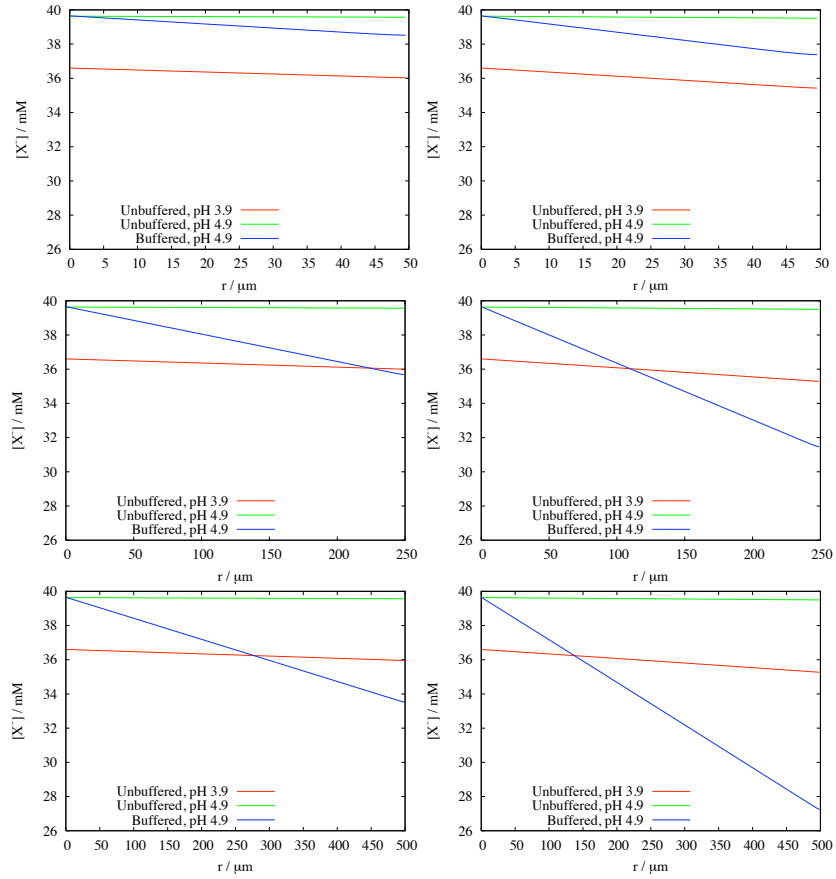 40
38
36
34
32
30
28
26
[X⁻] / mM
Unbuffered, pH 3.9
Unbuffered, pH 4.9
Buffered, pH 4.9
0 5 10 15 20 25 30 35 40 45 50
r / μm
40
38
36
34
32
30
28
26
[X⁻] / mM
Unbuffered, pH 3.9
Unbuffered, pH 4.9
Buffered, pH 4.9
0 5 10 15 20 25 30 35 40 45 50
r / μm
40
38
36
34
32
30
28
26
[X⁻] / mM
Unbuffered, pH 3.9
Unbuffered, pH 4.9
Buffered, pH 4.9
0 50 100 150 200 250
r / μm
40
38
36
34
32
30
28
26
[X⁻] / mM
Unbuffered, pH 3.9
Unbuffered, pH 4.9
Buffered, pH 4.9
0 50 100 150 200 250
r / μm
40
38
36
34
32
30
28
26
[X⁻] / mM
Unbuffered, pH 3.9
Unbuffered, pH 4.9
Buffered, pH 4.9
0 50 100 150 200 250 300 350 400 450 500
r / μm
40
38
36
34
32
30
28
26
[X⁻] / mM
Unbuffered, pH 3.9
Unbuffered, pH 4.9
Buffered, pH 4.9
0 50 100 150 200 250 300 350 400 450 500
r / μm